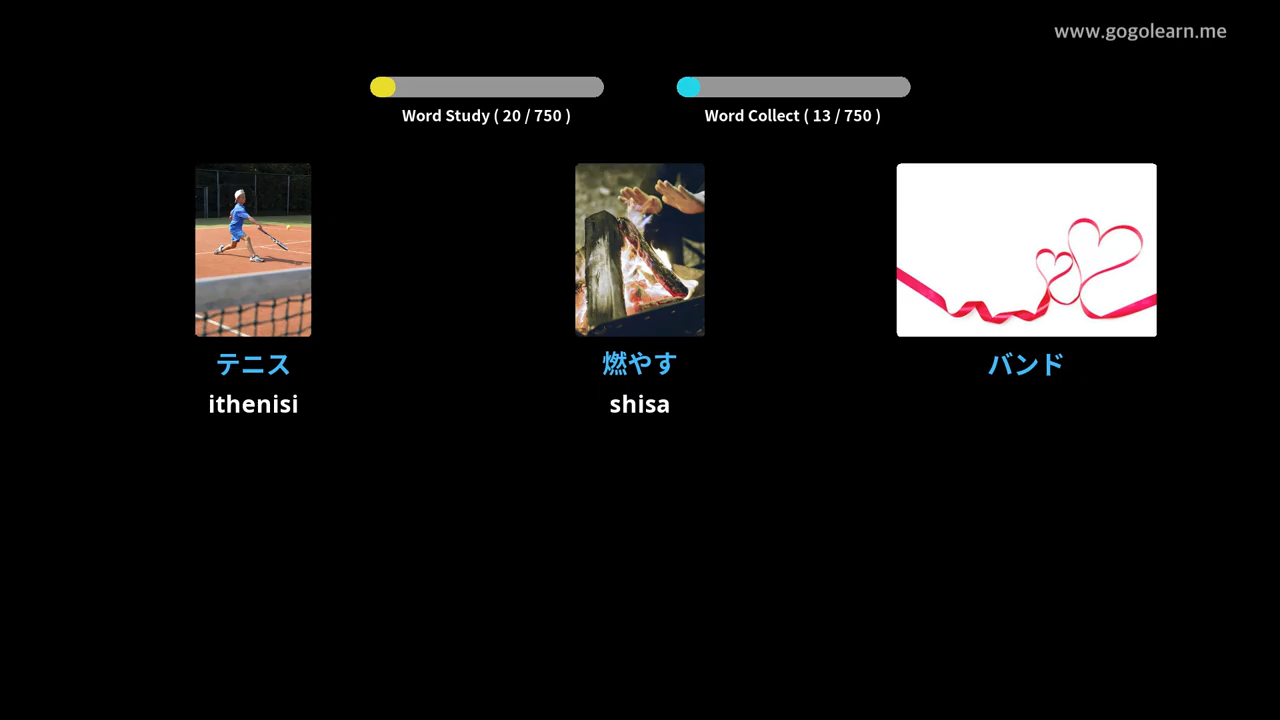 www.gogolearn.me
Word Study ( 20 / 750 )
Word Collect ( 13 / 750 )
テニス
燃やす
バンド
ithenisi
shisa